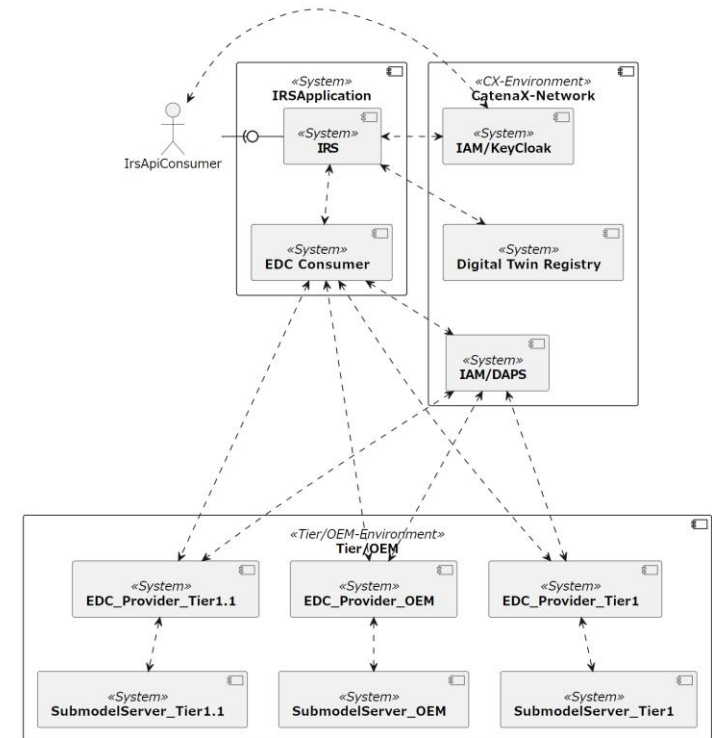 «System»
IRSApplication
«CX-Environment»
CatenaX-Network
«System»
IRS
«System»
IAM/KeyCloak
IrsApiConsumer
«System»
EDC Consumer
«System»
Digital Twin Registry
«System»
IAM/DAPS
«Tier/OEM-Environment»
Tier/OEM
«System»
EDC_Provider_Tier1.1
«System»
EDC_Provider_OEM
«System»
EDC_Provider_Tier1
«System»
SubmodelServer_Tier1.1
«System»
SubmodelServer_OEM
«System»
SubmodelServer_Tier1